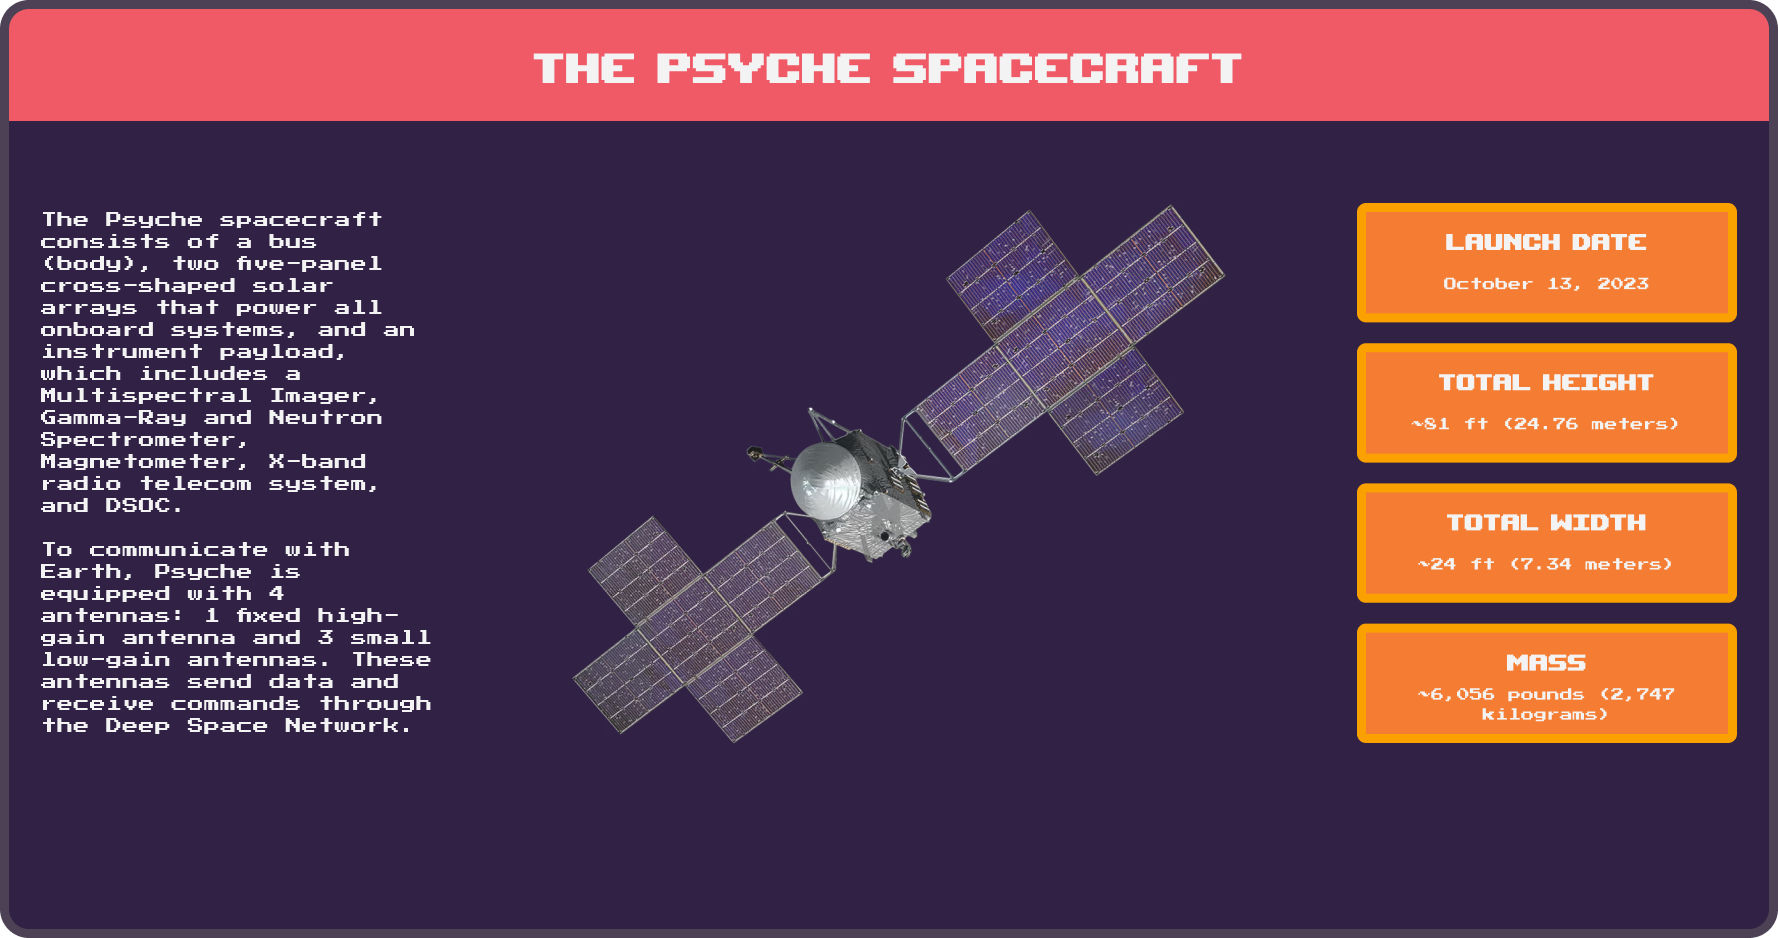 THE PSYCHE SPACECRAFT
The Psyche spacecraft
consists of a bus
(body), two five-panel
cross-shaped solar
arrays that power all
onboard systems, and an
instrument payload,
which includes a
Multispectral Imager,
Gamma-Ray and Neutron
Spectrometer,
Magnetometer, X-band
radio telecom system,
and DSOC.
To communicate with
Earth, Psyche is
equipped with 4
antennas: 1 fixed high-
gain antenna and 3 small
low-gain antennas. These
antennas send data and
receive commands through
the Deep Space Network.
LAUNCH DATE
October 13, 2023
TOTAL HEIGHT
~81 ft (24.76 meters)
TOTAL WIDTH
~24 ft (7.34 meters)
MASS
~6,056 pounds (2,747
kilograms)